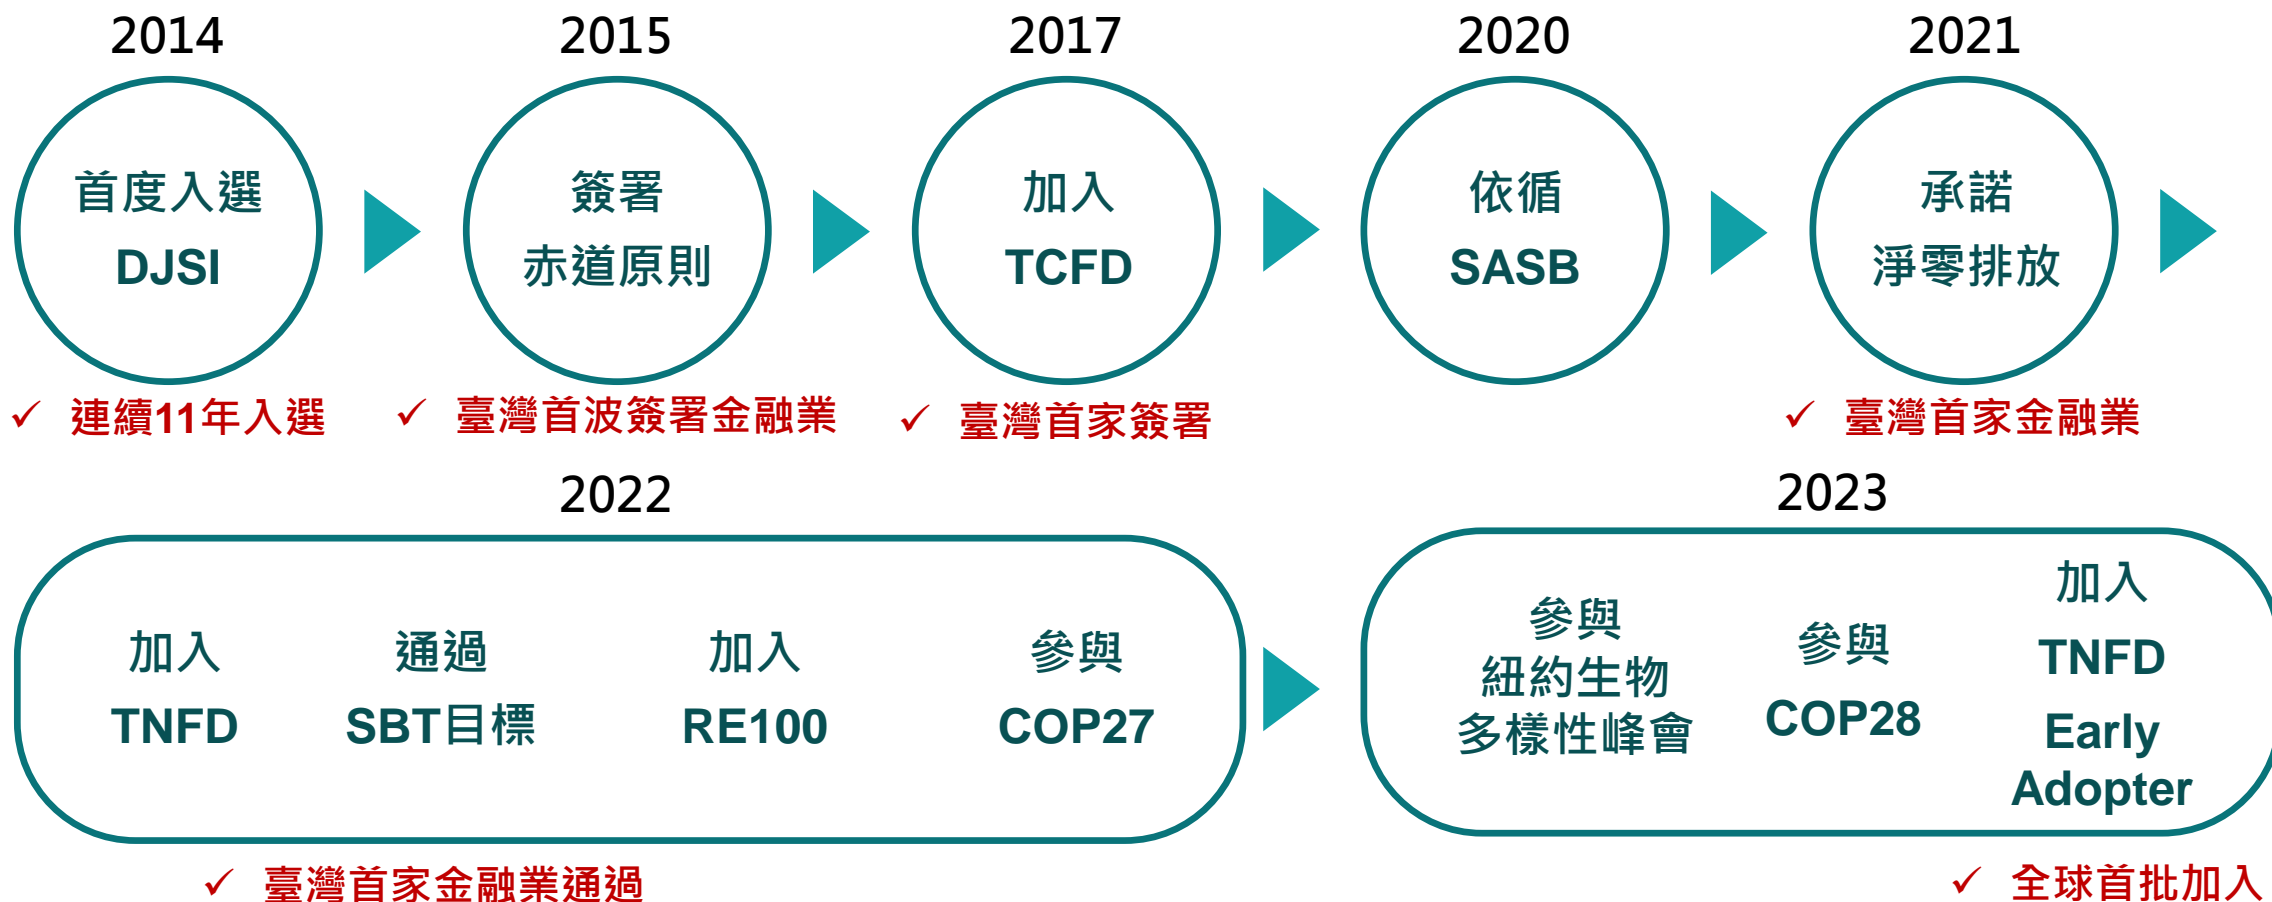 2014
首度入選
DJSI
✓ 連續11年入選
2015
簽署
赤道原則
✓ 臺灣首波簽署金融業
2017
加入
TCFD
✓ 臺灣首家簽署
2020
依循
SASB
2021
承諾
淨零排放
✓ 臺灣首家金融業
2022
加入
TNFD
通過
SBT目標
加入
RE100
參與
COP27
✓ 臺灣首家金融業通過
2023
參與
紐約生物
多樣性峰會
參與
COP28
加入
TNFD
Early
Adopter
✓ 全球首批加入